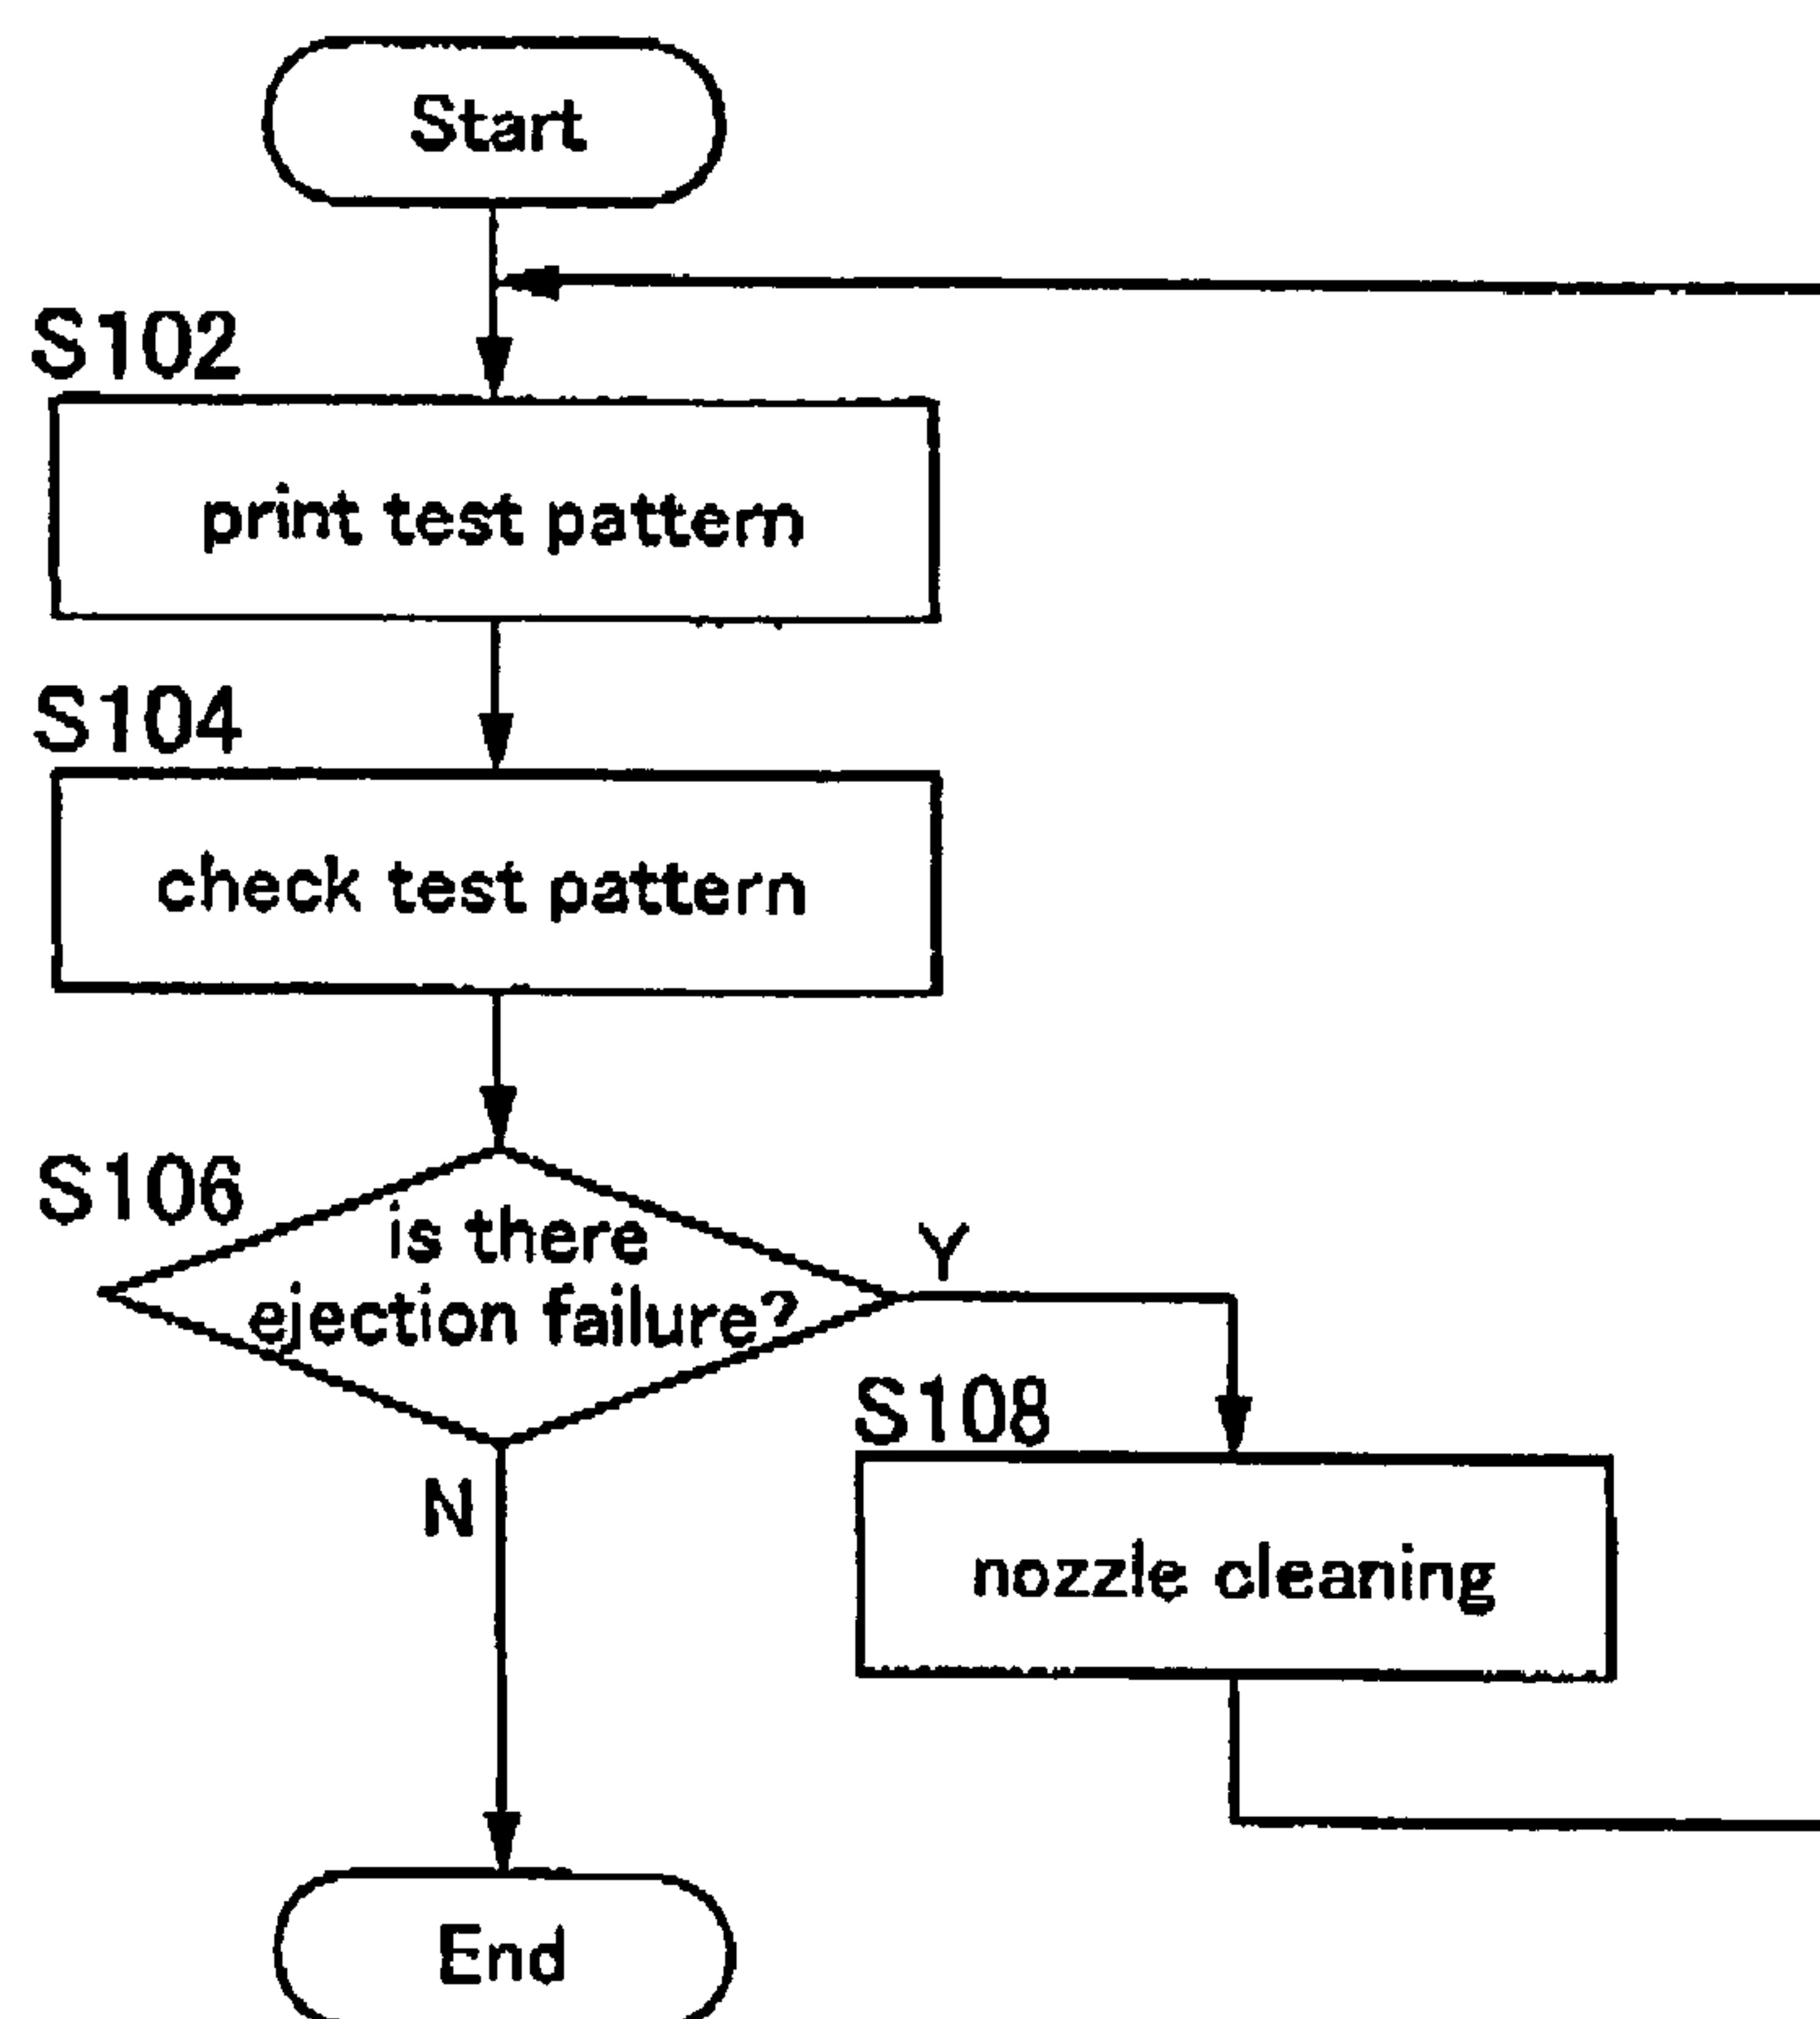 Start
S102
print test pattern
S104
check test pattern
S106
is there
ejection failure?
Y
S108
N
nozzle cleaning
End